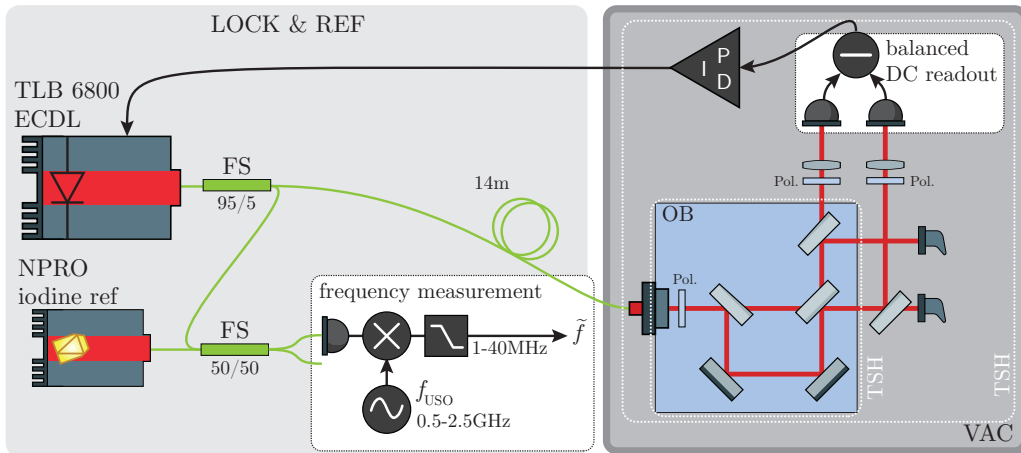 LOCK & REF
TLB 6800
ECDL
FS
95/5
14m
NPRO
iodine ref
FS
50/50
frequency measurement
f̃
1-40MHz
f_USO
0.5-2.5GHz
P
I
D
balanced
DC readout
Pol.
Pol.
OB
Pol.
TSH
TSH
VAC